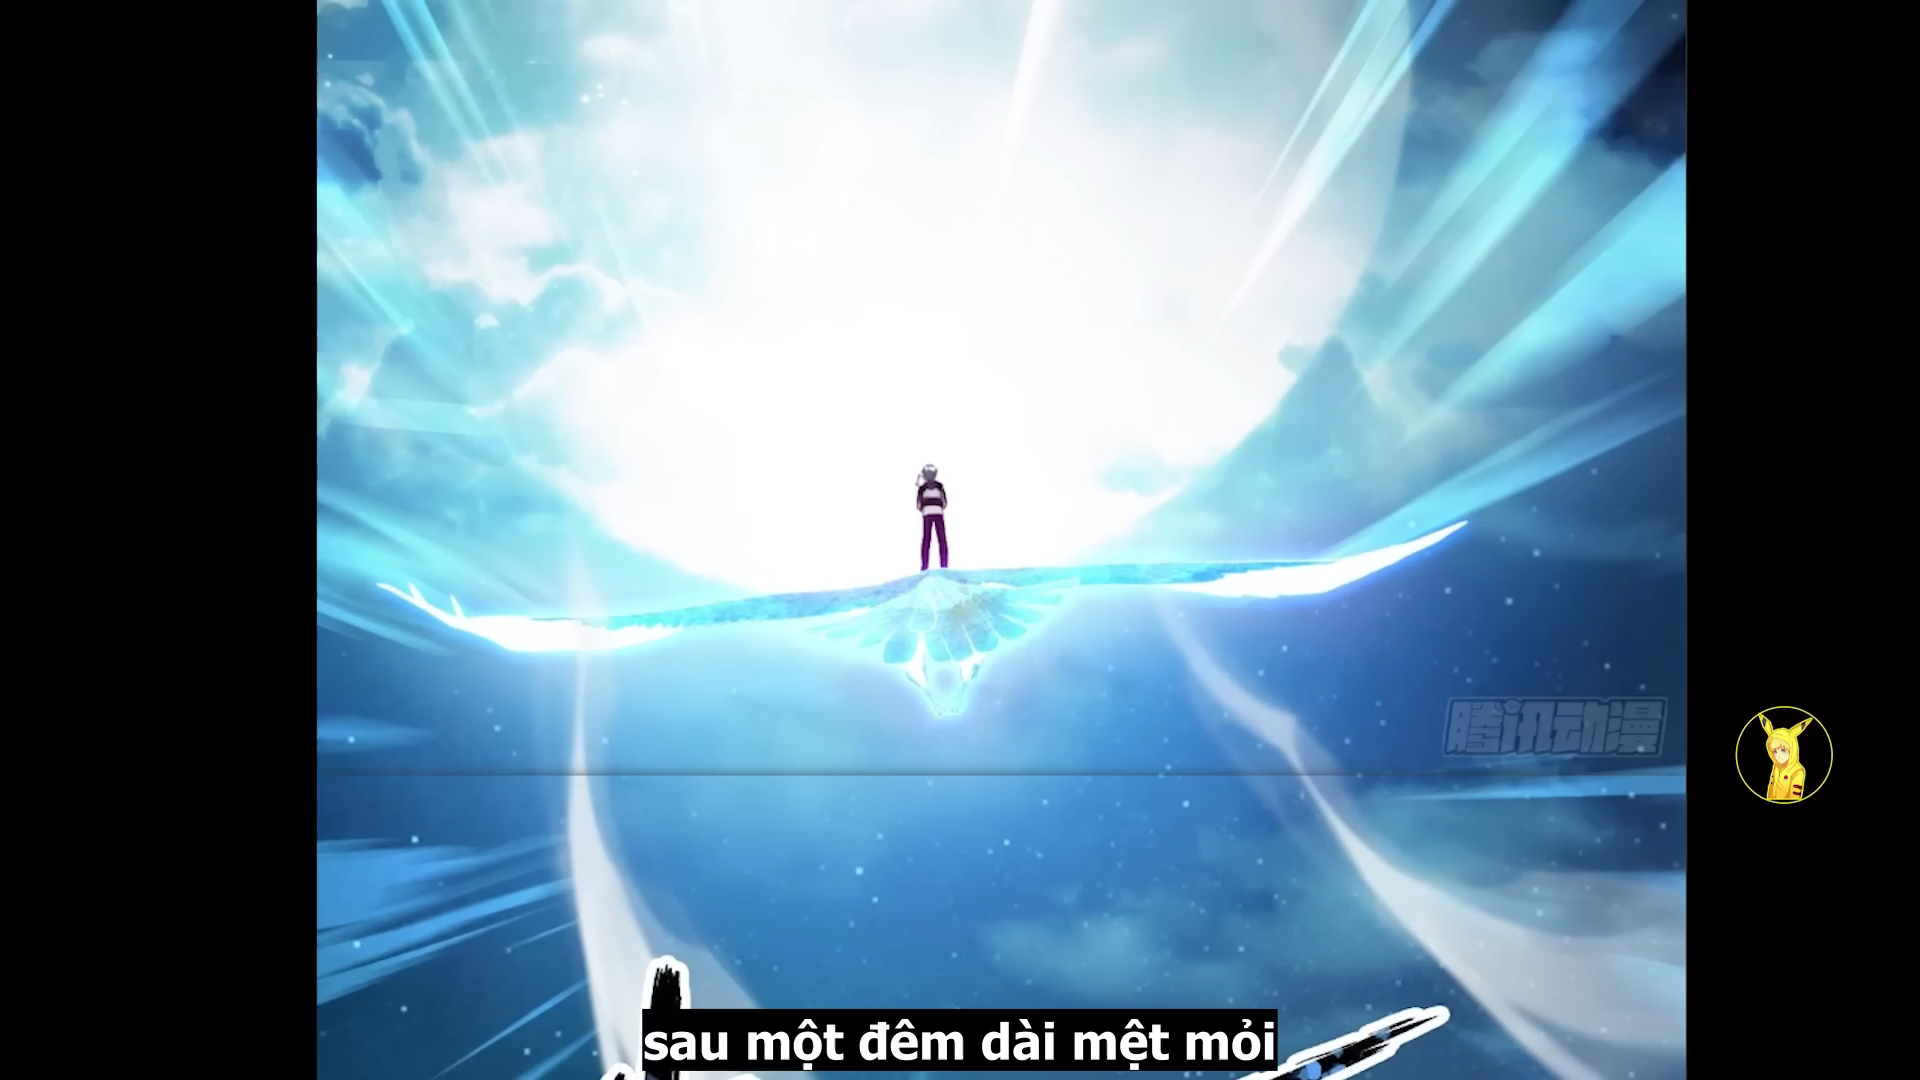 腾讯动漫
sau một đêm dài mệt mỏi